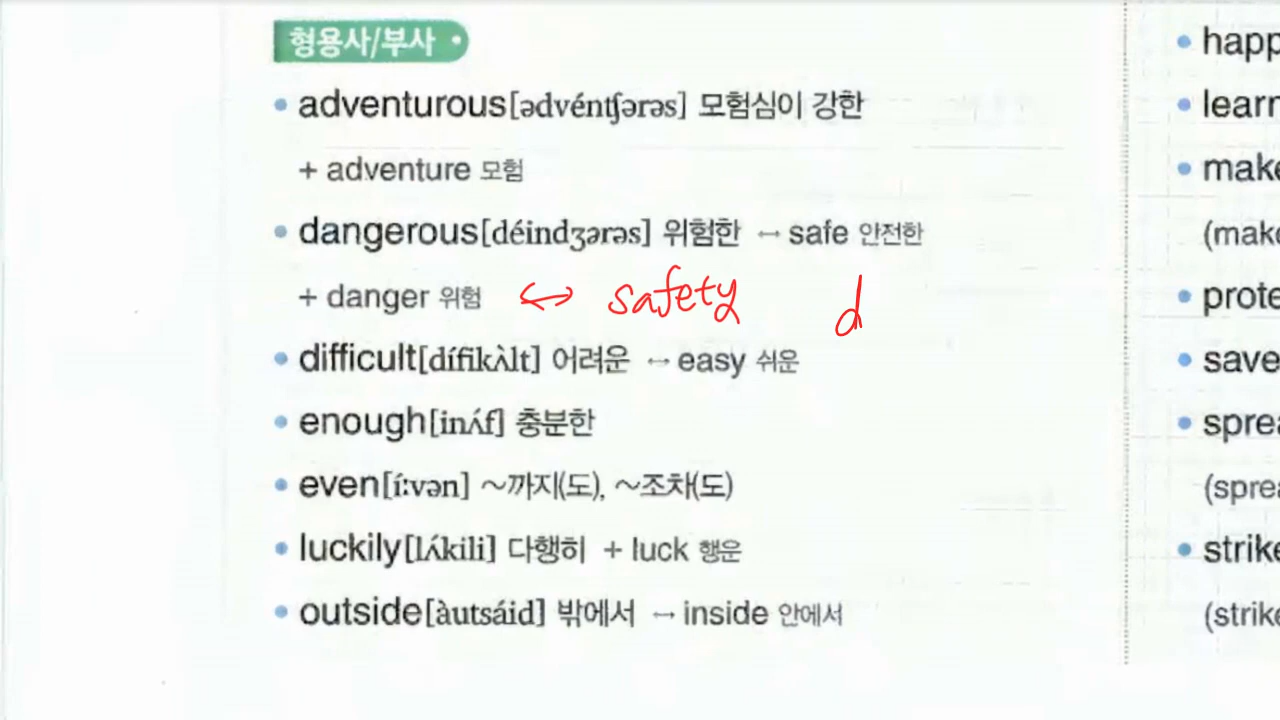 형용사/부사
adventurous[ədvéntʃərəs] 모험심이 강한
+ adventure 모험
dangerous[déindʒərəs] 위험한 ↔ safe 안전한
+ danger 위험 ↔ safety d
difficult[dífikʌ̀lt] 어려운 ↔ easy 쉬운
enough[inʌ́f] 충분한
even[íːvən] ~까지(도), ~조차(도)
luckily[lʌ́kili] 다행히 + luck 행운
outside[àutsáid] 밖에서 ↔ inside 안에서
happ
learn
make
(make
prote
save
sprea
(sprea
strike
(strike